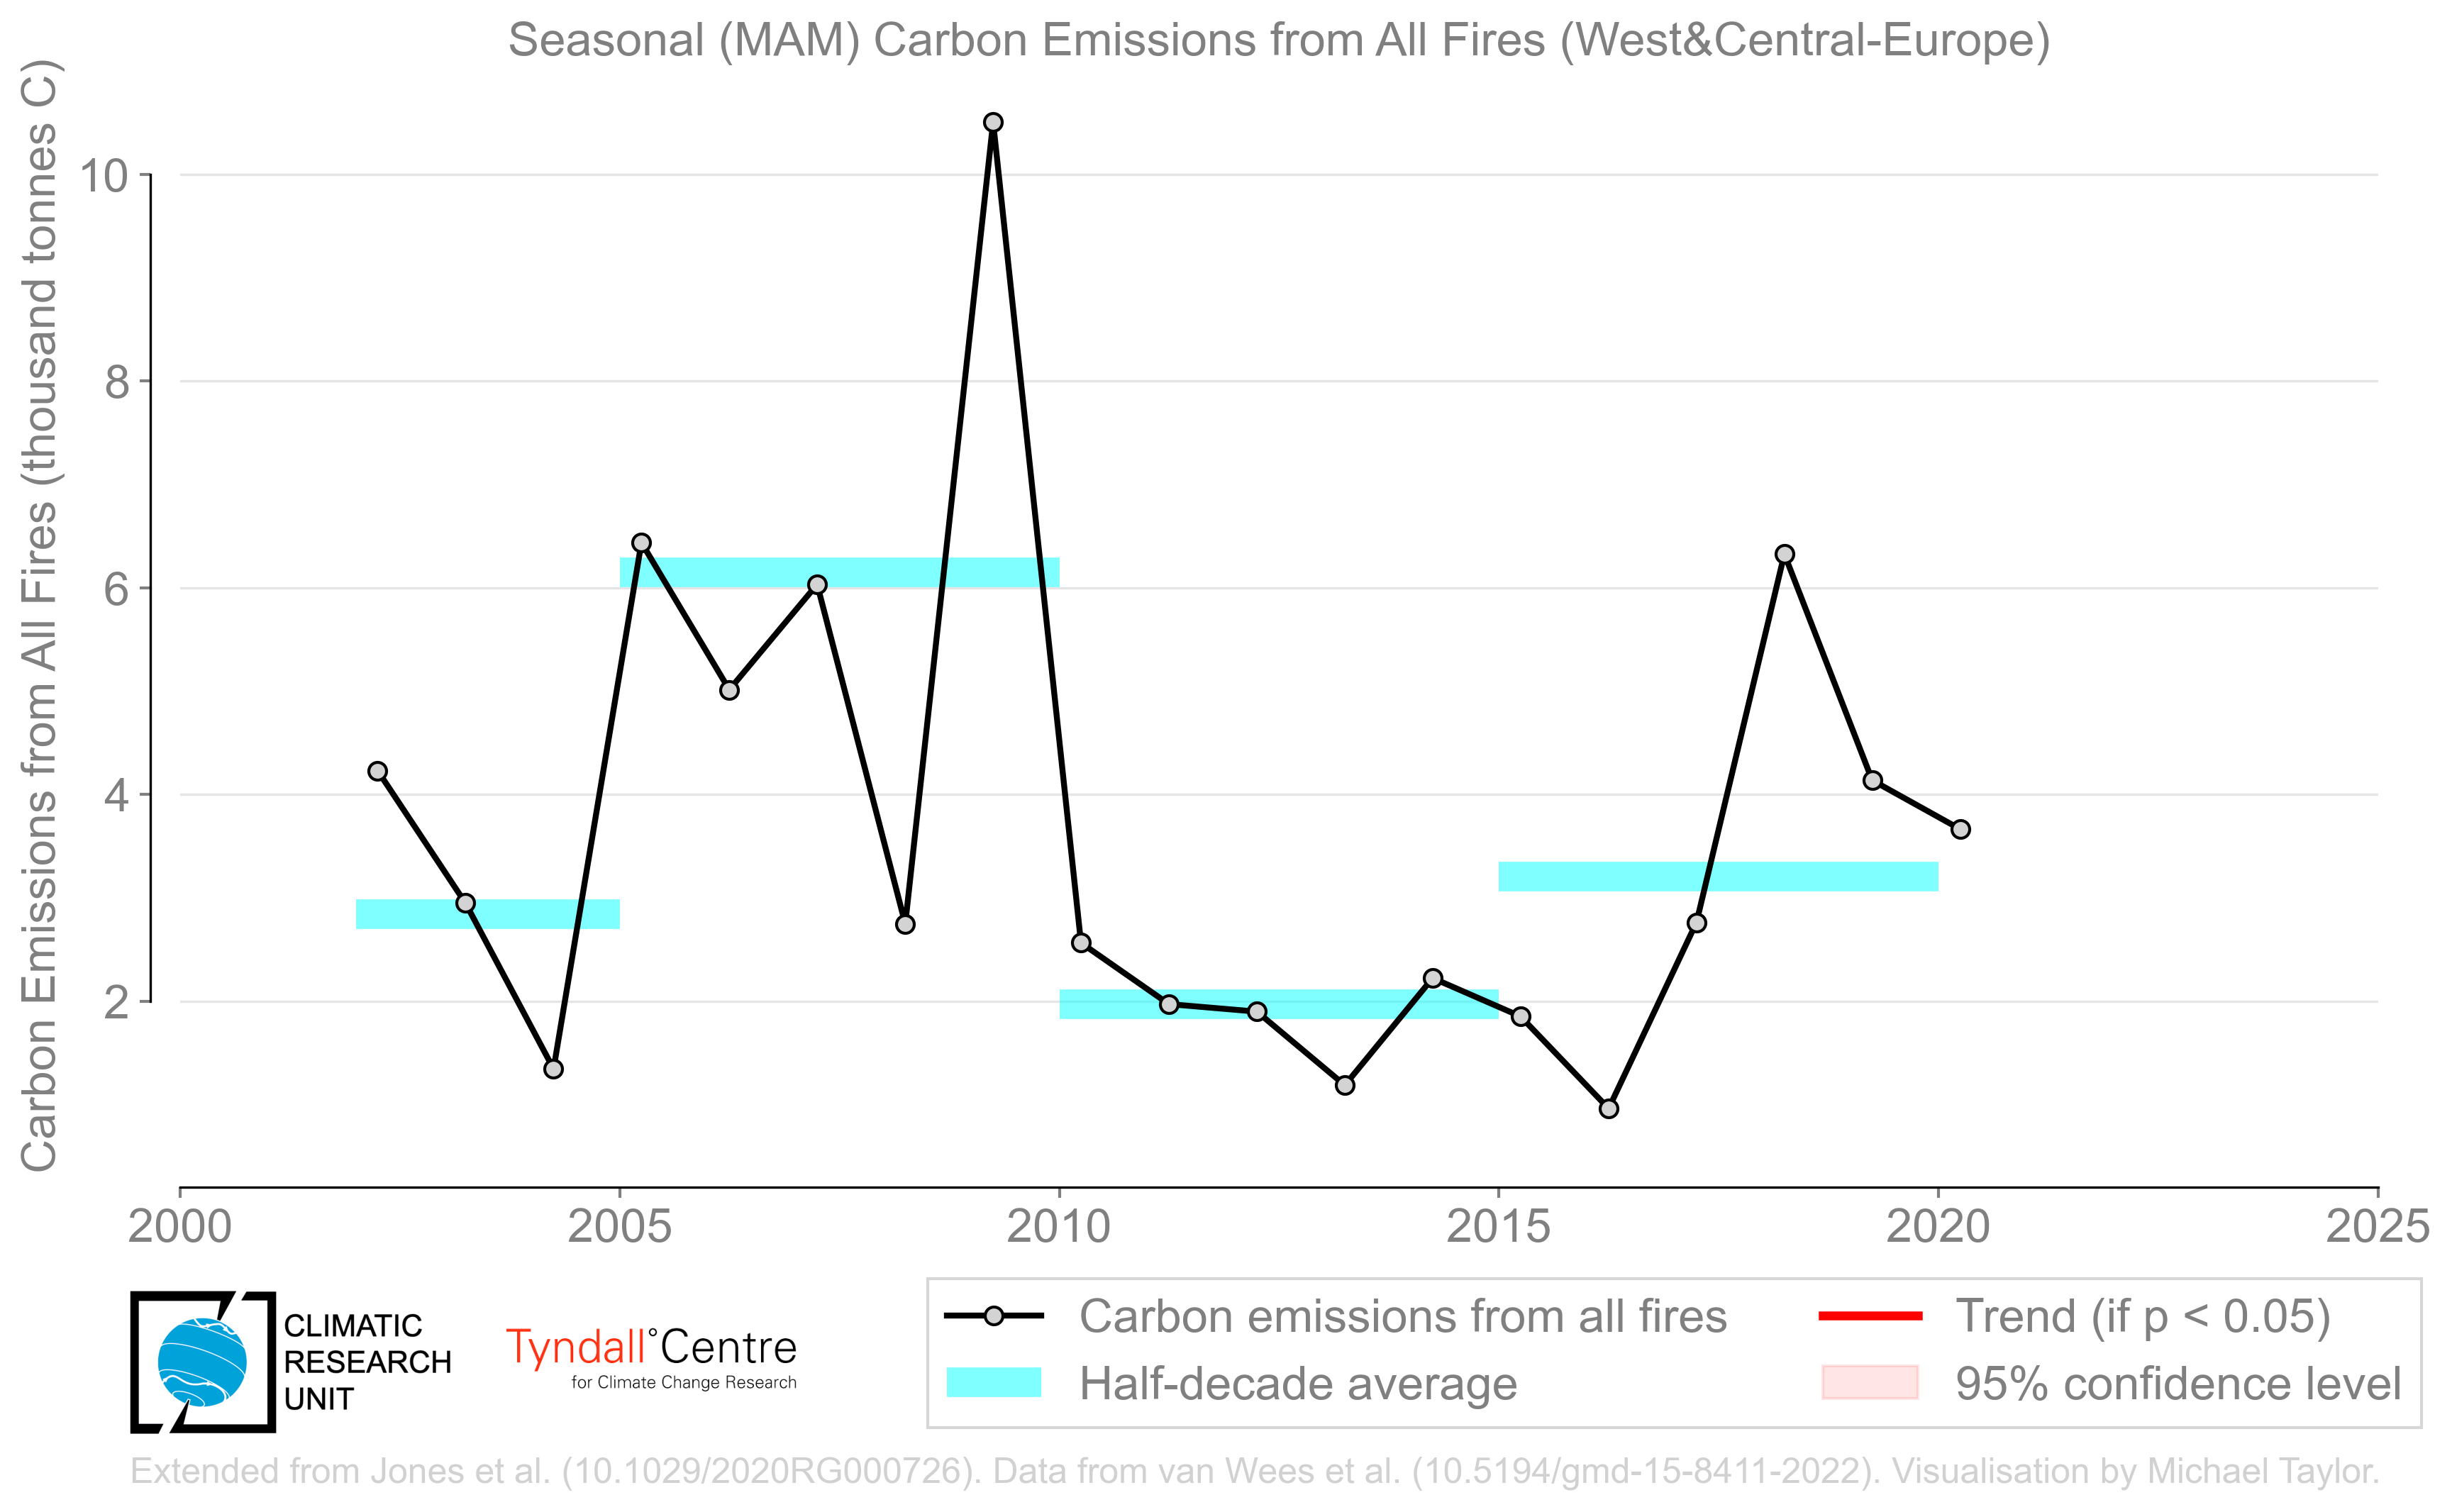 Seasonal (MAM) Carbon Emissions from All Fires (West&Central-Europe)
Carbon Emissions from All Fires (thousand tonnes C)
10
8
6
4
2
2000
2005
2010
2015
2020
2025
CLIMATIC
RESEARCH
UNIT
Tyndall°Centre
for Climate Change Research
Carbon emissions from all fires
Half-decade average
Trend (if p < 0.05)
95% confidence level
Extended from Jones et al. (10.1029/2020RG000726). Data from van Wees et al. (10.5194/gmd-15-8411-2022). Visualisation by Michael Taylor.